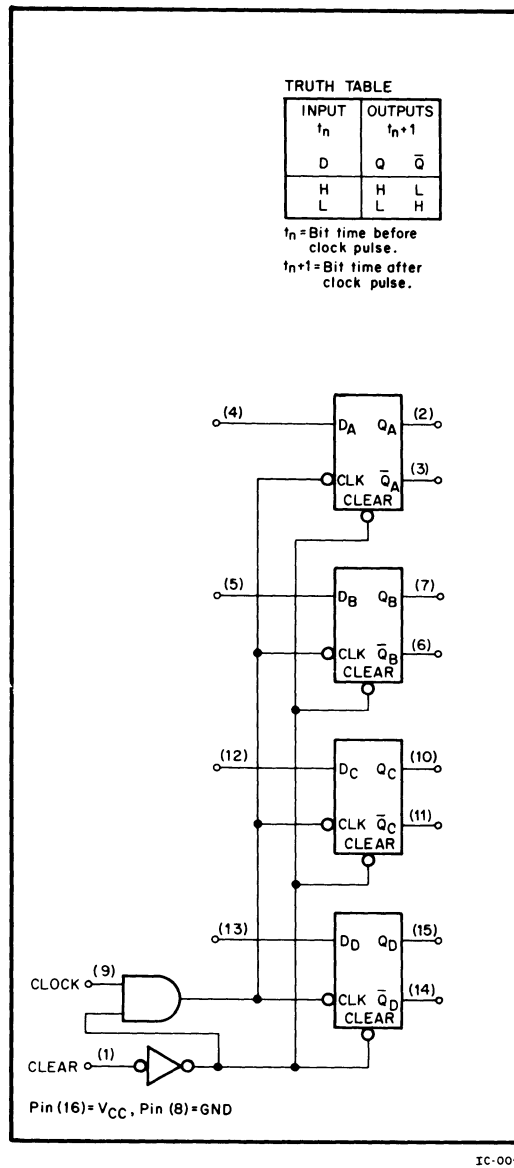 TRUTH TABLE
INPUT OUTPUTS
tn tn+1
D Q Q̅
H H L
L L H
tn = Bit time before
clock pulse.
tn+1 = Bit time after
clock pulse.
(4) DA QA (2)
CLK Q̅A (3)
CLEAR
(5) DB QB (7)
CLK Q̅B (6)
CLEAR
(12) DC QC (10)
CLK Q̅C (11)
CLEAR
(13) DD QD (15)
CLOCK (9)
CLK Q̅D (14)
CLEAR
CLEAR (1)
Pin (16) = VCC, Pin (8) = GND